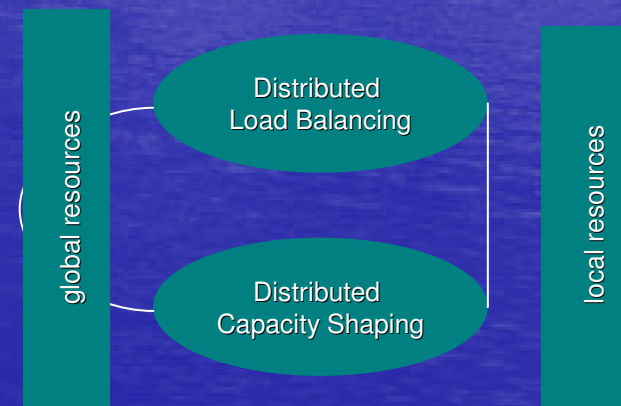 global resources
Distributed
Load Balancing
Distributed
Capacity Shaping
local resources